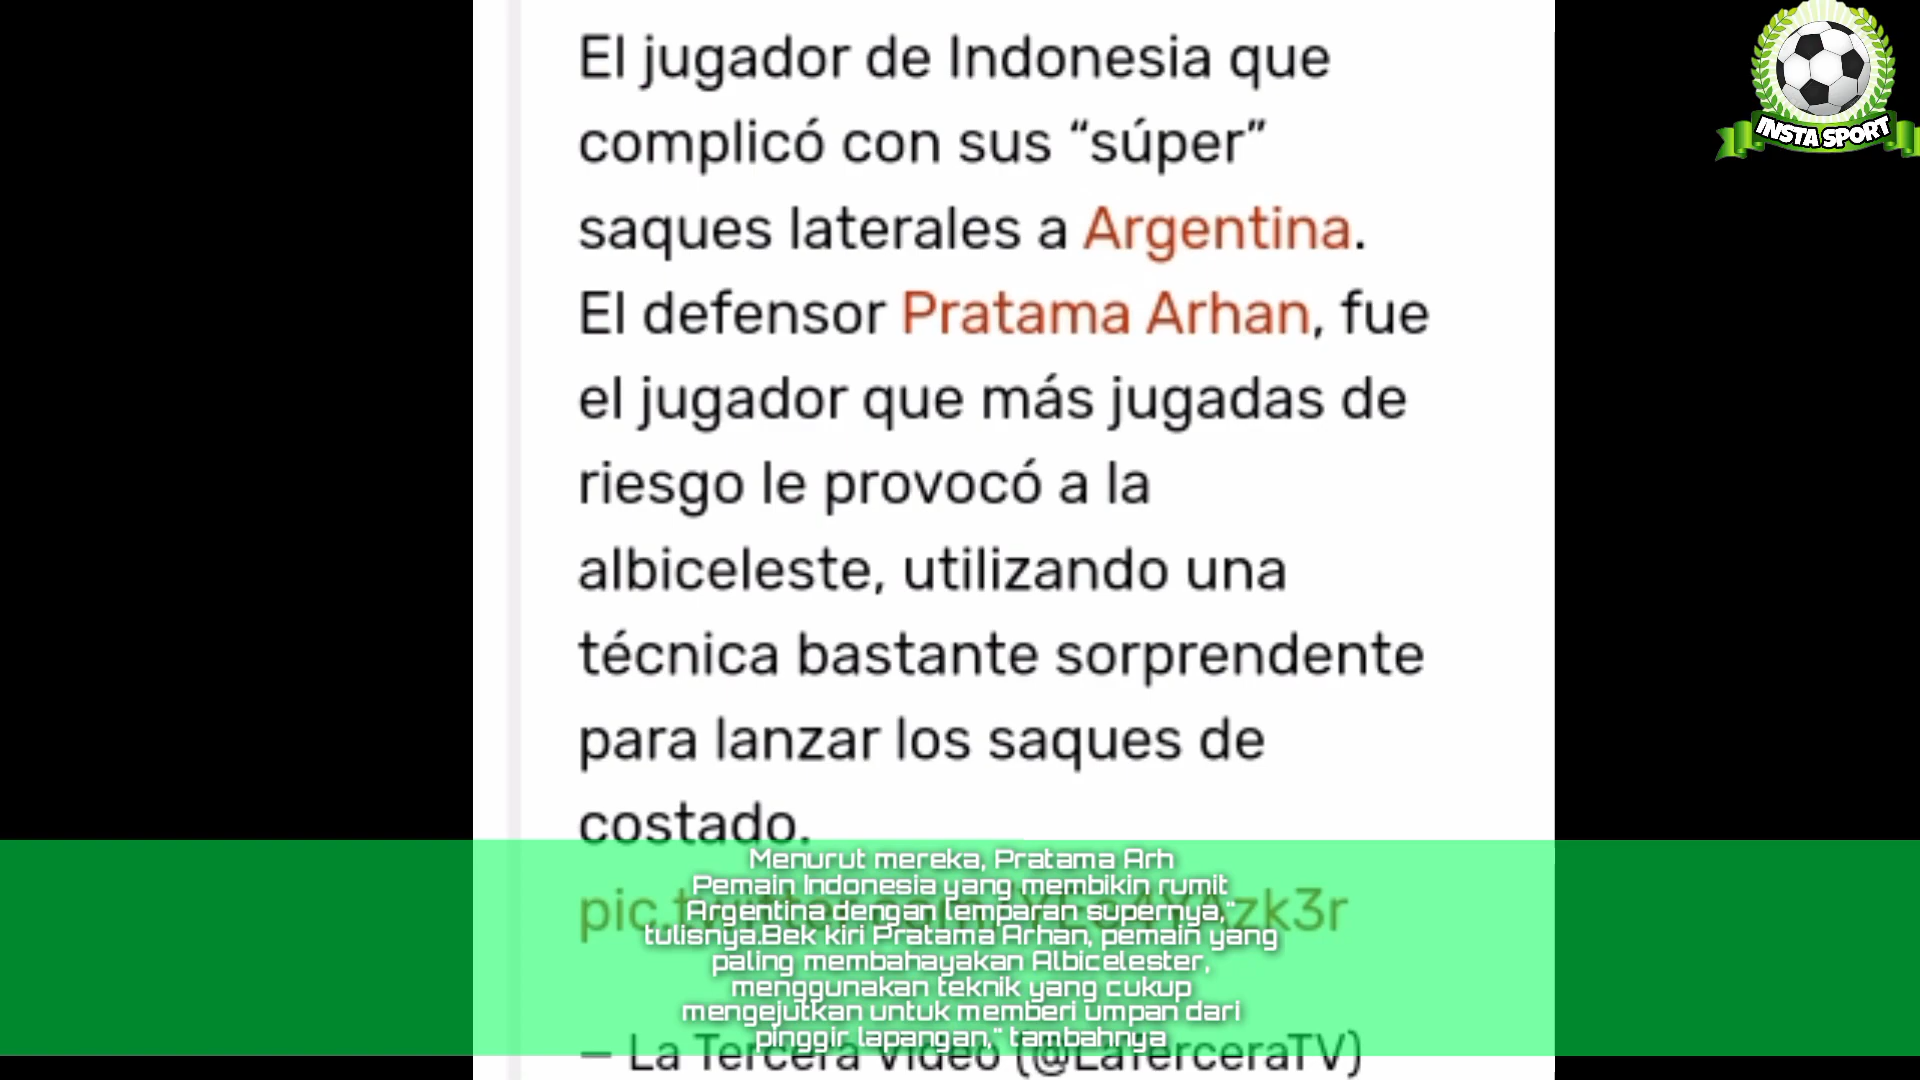 El jugador de Indonesia que
complicó con sus “súper”
saques laterales a Argentina.
El defensor Pratama Arhan, fue
el jugador que más jugadas de
riesgo le provocó a la
albiceleste, utilizando una
técnica bastante sorprendente
para lanzar los saques de
costado.
— La Tercera Video (@LaTerceraTV)
Menurut mereka, Pratama Arh
Pemain Indonesia yang membikin rumit
Argentina dengan lemparan supernya,"
tulisnya.Bek kiri Pratama Arhan, pemain yang
paling membahayakan Albicelester,
menggunakan teknik yang cukup
mengejutkan untuk memberi umpan dari
pinggir lapangan," tambahnya
INSTA SPORT